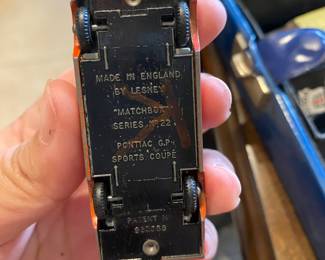 MADE IN ENGLAND
BY LESNEY
"MATCHBOX"
SERIES No 22
PONTIAC G.P.
SPORTS COUPE
PATENT N